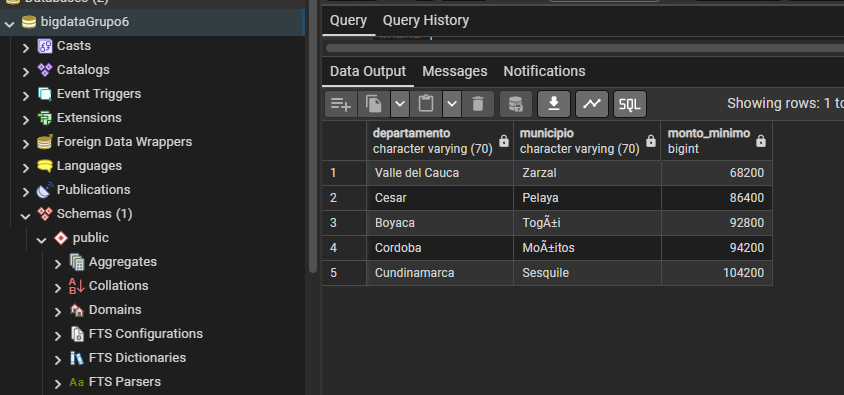 Databases (2)
bigdataGrupo6
Casts
Catalogs
Event Triggers
Extensions
Foreign Data Wrappers
Languages
Publications
Schemas (1)
public
Aggregates
Collations
Domains
FTS Configurations
FTS Dictionaries
Aa FTS Parsers
Query Query History
Data Output Messages Notifications
SQL Showing rows: 1 to
departamento municipio monto_minimo
character varying (70) character varying (70) bigint
1 Valle del Cauca Zarzal 68200
2 Cesar Pelaya 86400
3 Boyaca TogÃ±i 92800
4 Cordoba MoÃ±itos 94200
5 Cundinamarca Sesquile 104200